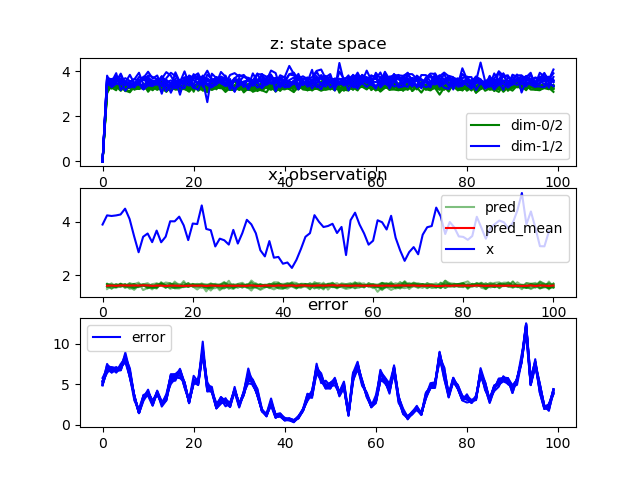 z: state space
4
2
0
dim-0/2
dim-1/2
0 20 40 60 80 100
x: observation
4
2
pred
pred_mean
x
0 20 40 60 80 100
error
10
5
0
error
0 20 40 60 80 100